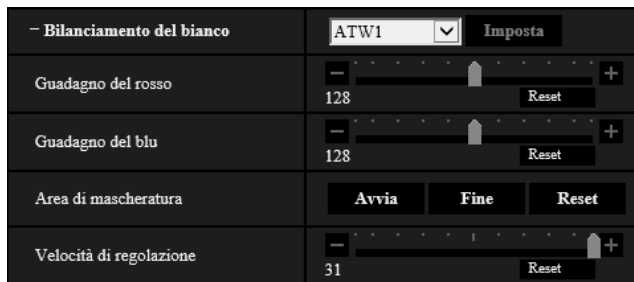 − Bilanciamento del bianco ATW1 Imposta
Guadagno del rosso − +
128 Reset
Guadagno del blu − +
128 Reset
Area di mascheratura Avvia Fine Reset
Velocità di regolazione − +
31 Reset